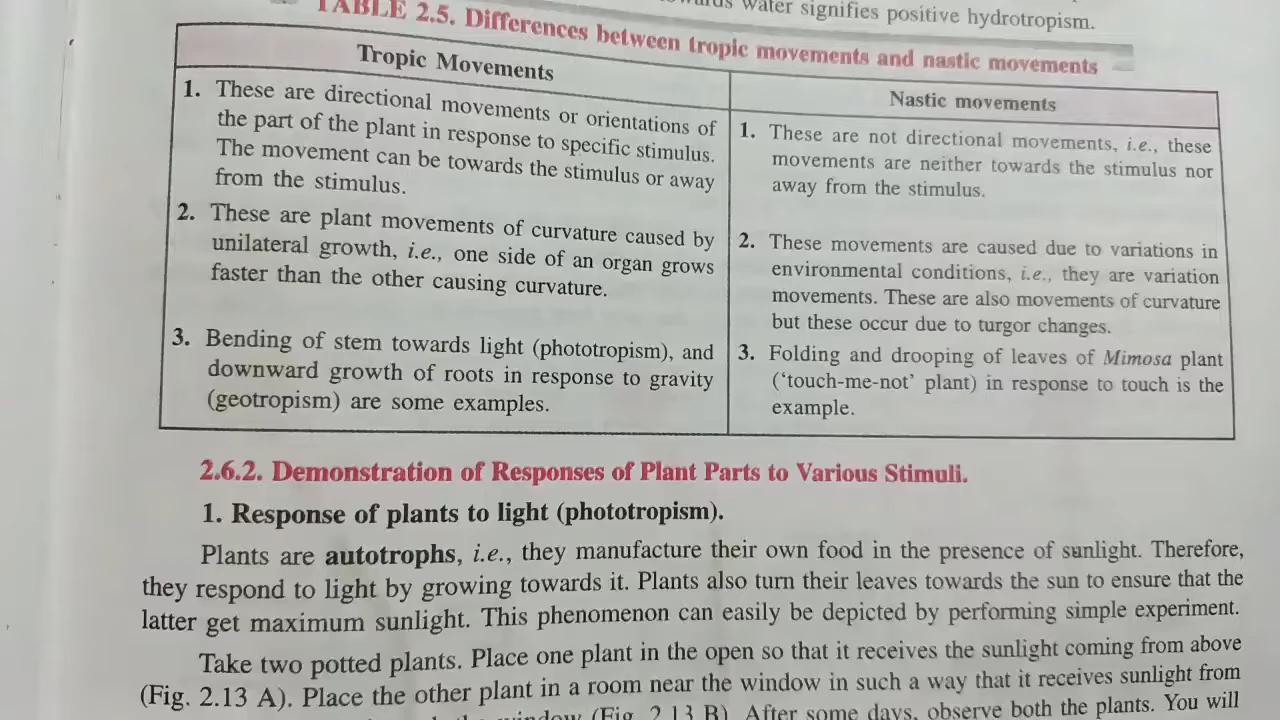 water signifies positive hydrotropism.
TABLE 2.5. Differences between tropic movements and nastic movements
Tropic Movements
1. These are directional movements or orientations of
the part of the plant in response to specific stimulus.
The movement can be towards the stimulus or away
from the stimulus.
2. These are plant movements of curvature caused by
unilateral growth, i.e., one side of an organ grows
faster than the other causing curvature.
3. Bending of stem towards light (phototropism), and
downward growth of roots in response to gravity
(geotropism) are some examples.
Nastic movements
1. These are not directional movements, i.e., these
movements are neither towards the stimulus nor
away from the stimulus.
2. These movements are caused due to variations in
environmental conditions, i.e., they are variation
movements. These are also movements of curvature
but these occur due to turgor changes.
3. Folding and drooping of leaves of Mimosa plant
(‘touch-me-not’ plant) in response to touch is the
example.
2.6.2. Demonstration of Responses of Plant Parts to Various Stimuli.
1. Response of plants to light (phototropism).
Plants are autotrophs, i.e., they manufacture their own food in the presence of sunlight. Therefore,
they respond to light by growing towards it. Plants also turn their leaves towards the sun to ensure that the
latter get maximum sunlight. This phenomenon can easily be depicted by performing simple experiment.
Take two potted plants. Place one plant in the open so that it receives the sunlight coming from above
(Fig. 2.13 A). Place the other plant in a room near the window in such a way that it receives sunlight from
window (Fig. 2.13 B). After some days, observe both the plants. You will